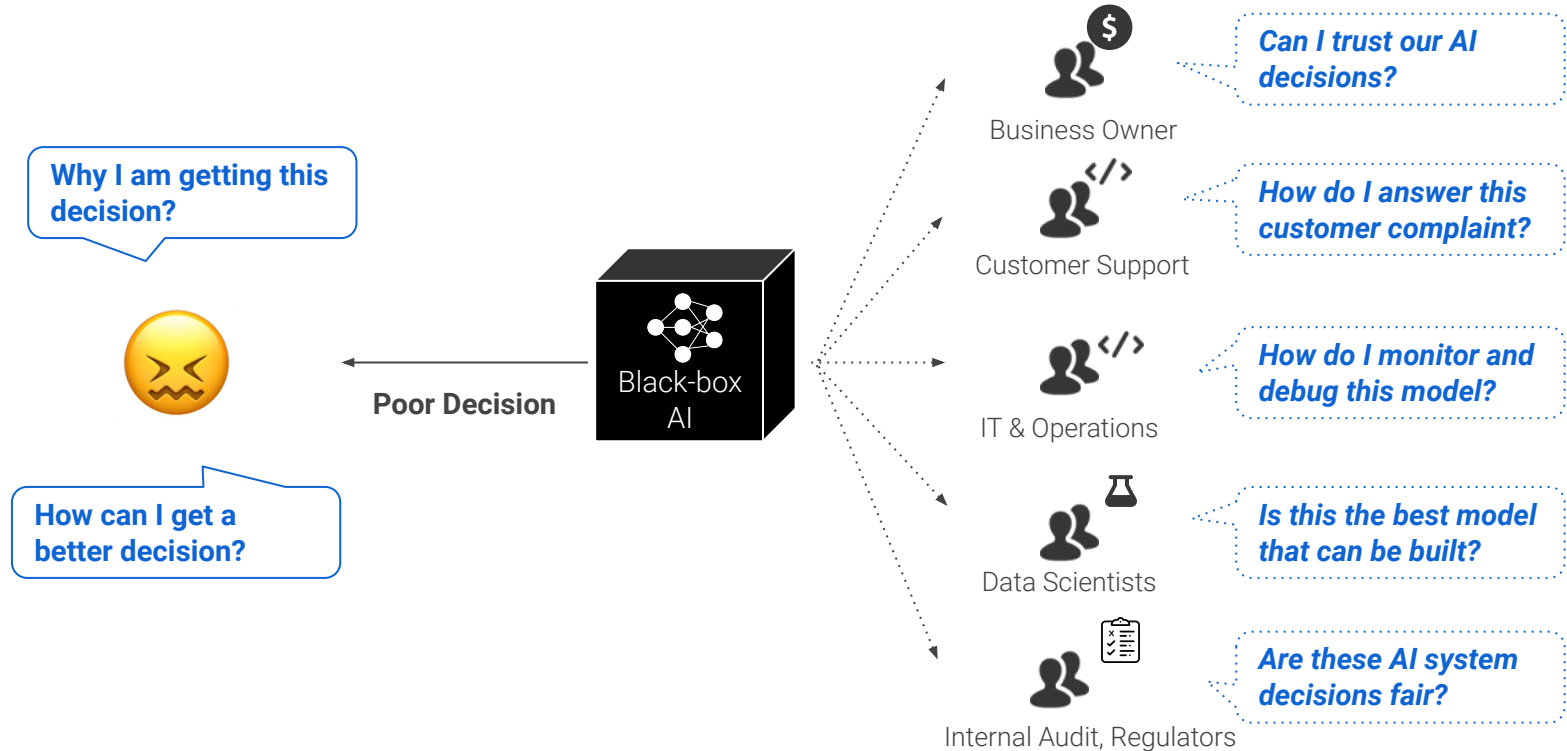 Why I am getting this
decision?
How can I get a
better decision?
Poor Decision
Black-box
AI
$
Business Owner
Can I trust our AI
decisions?
</>
Customer Support
How do I answer this
customer complaint?
</>
IT & Operations
How do I monitor and
debug this model?
Data Scientists
Is this the best model
that can be built?
Internal Audit, Regulators
Are these AI system
decisions fair?